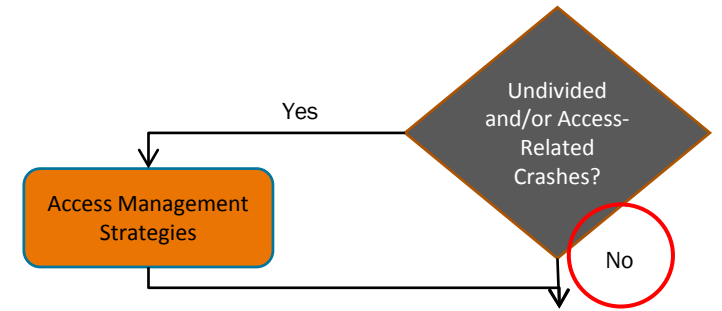 Undivided
and/or Access-
Related
Crashes?
Yes
Access Management
Strategies
No